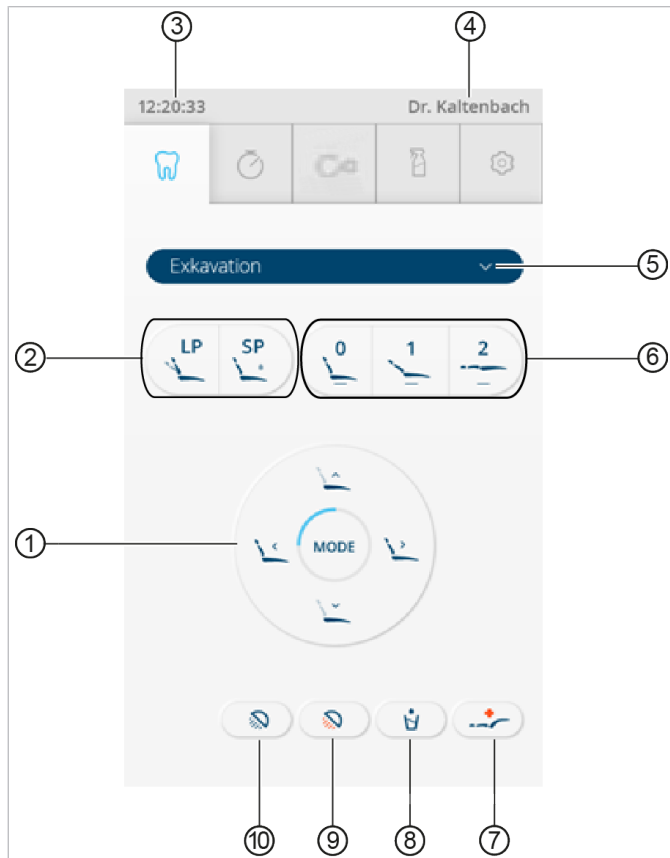 ③ ④
12:20:33 Dr. Kaltenbach
Exkavation ⑤
② LP SP 0 1 2 ⑥
① MODE
⑩ ⑨ ⑧ ⑦